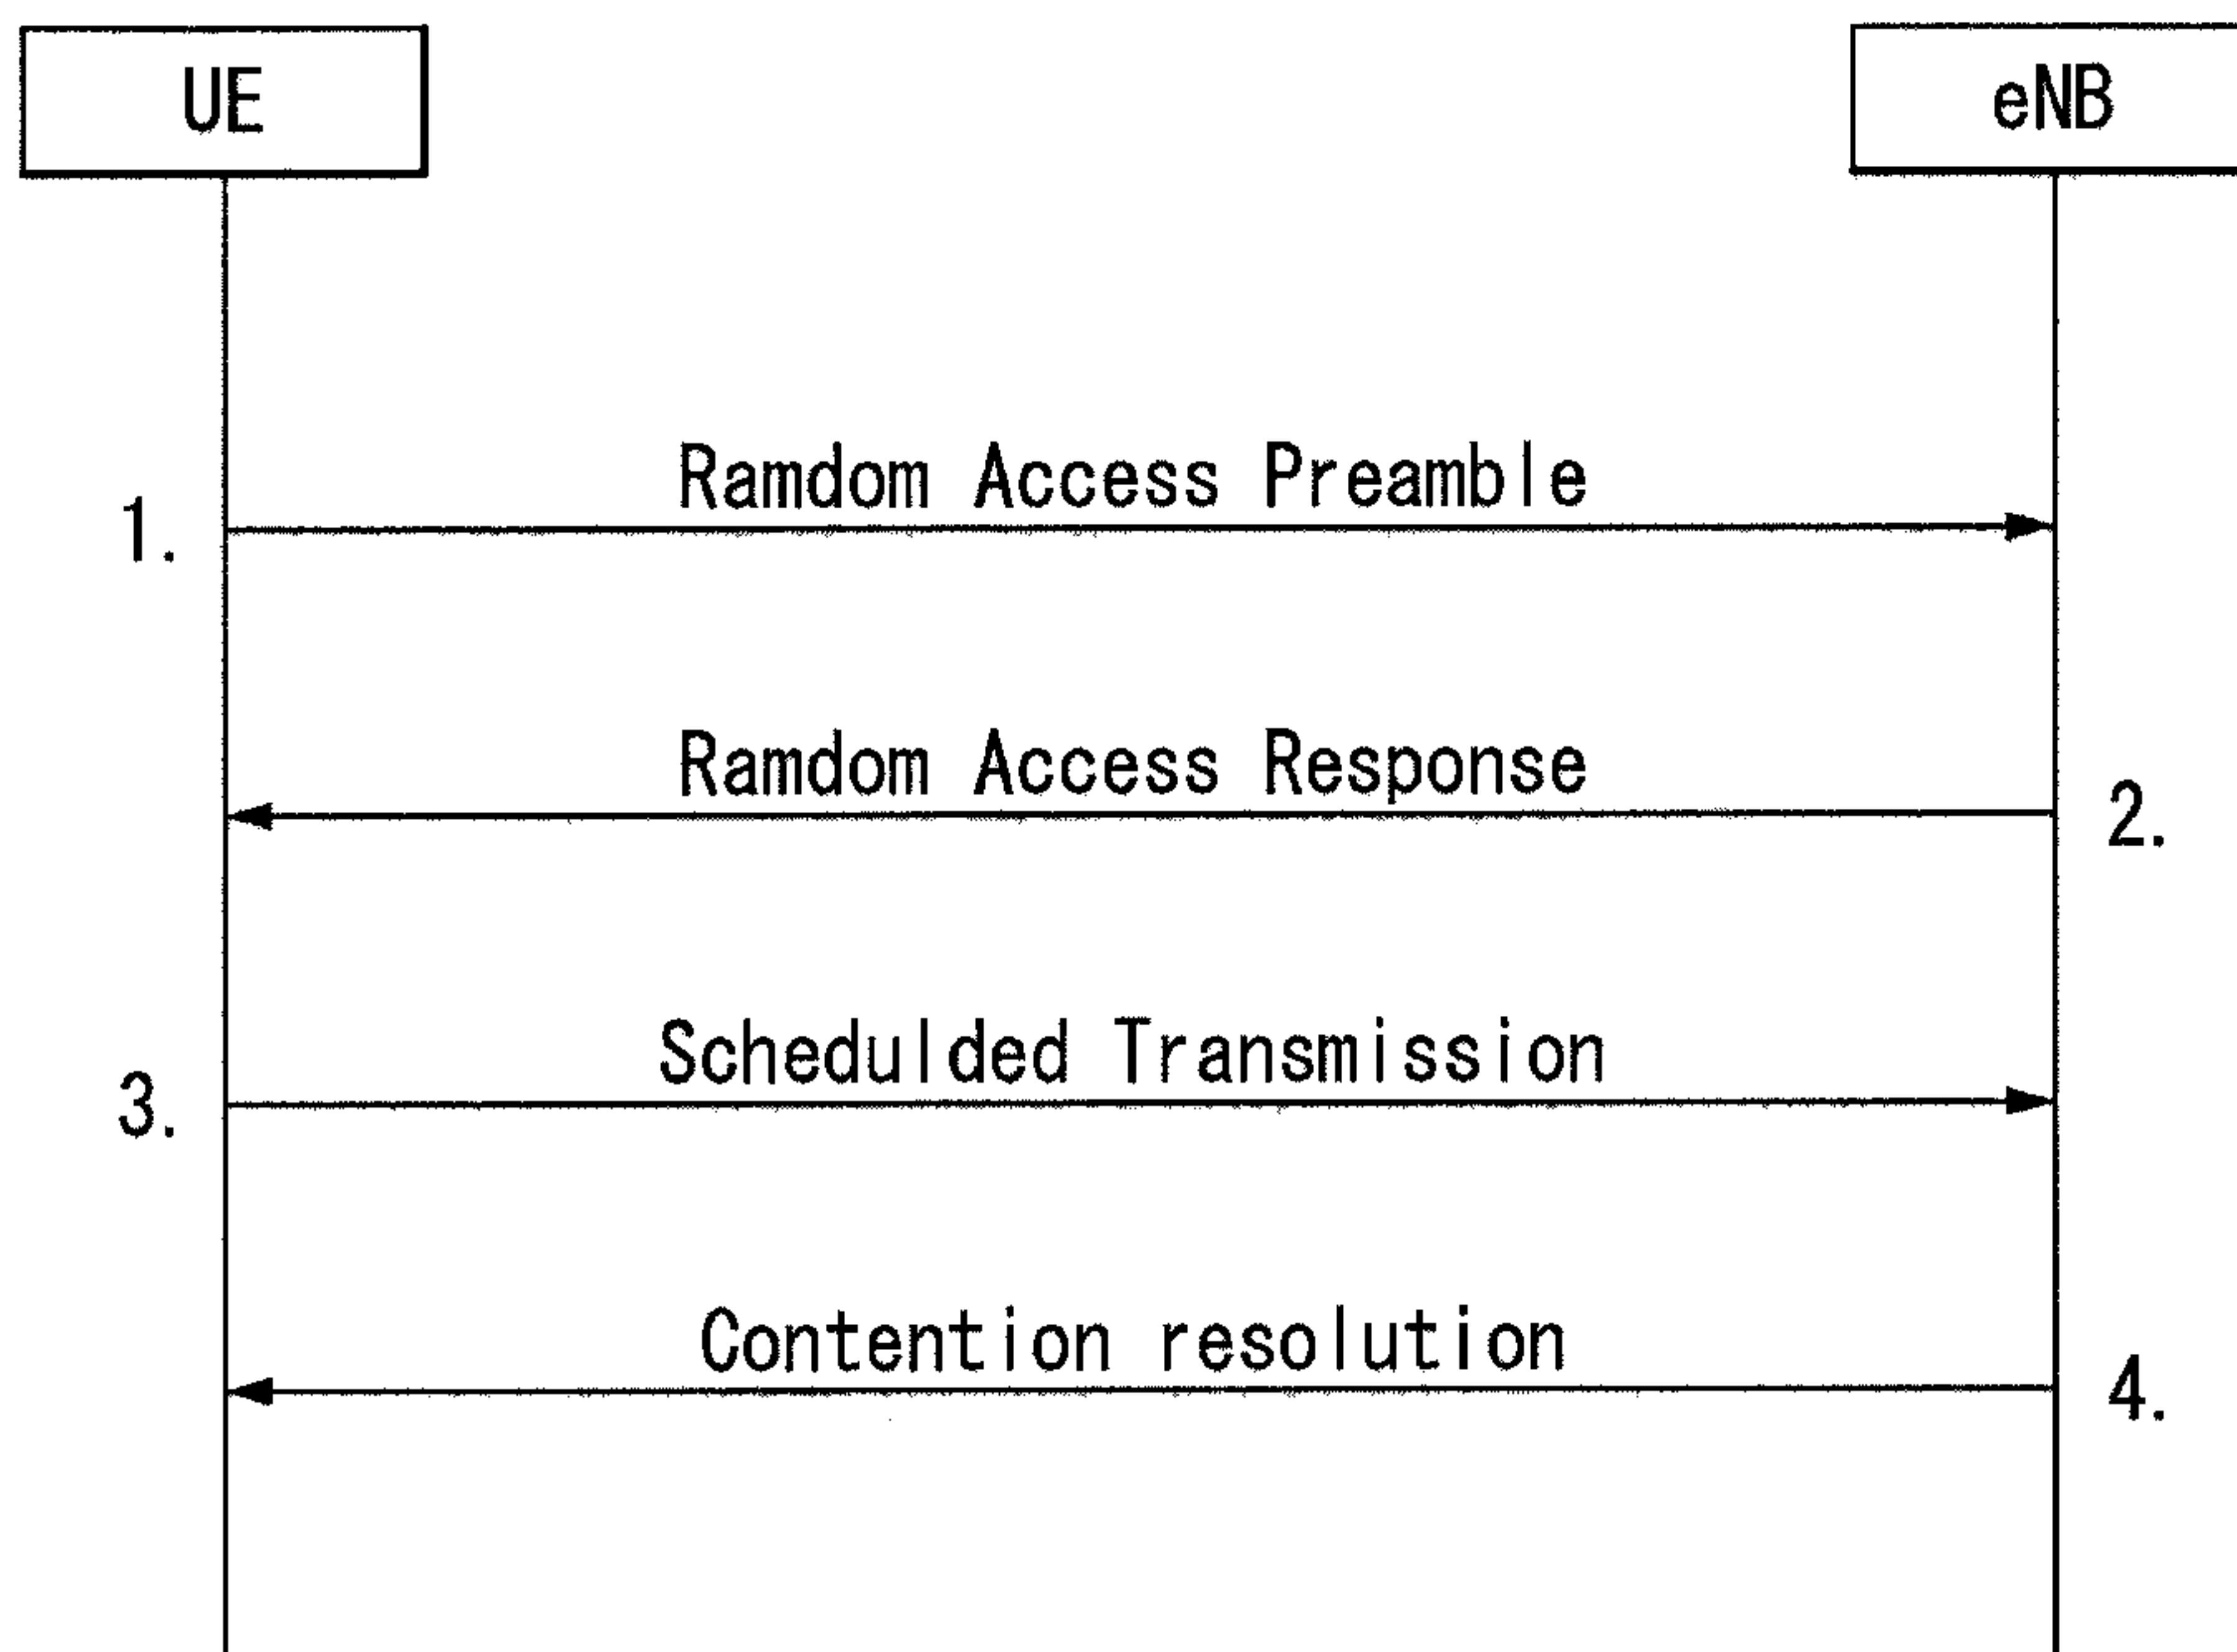 UE
eNB
Ramdom Access Preamble
1.
Ramdom Access Response
2.
Schedulded Transmission
3.
Contention resolution
4.